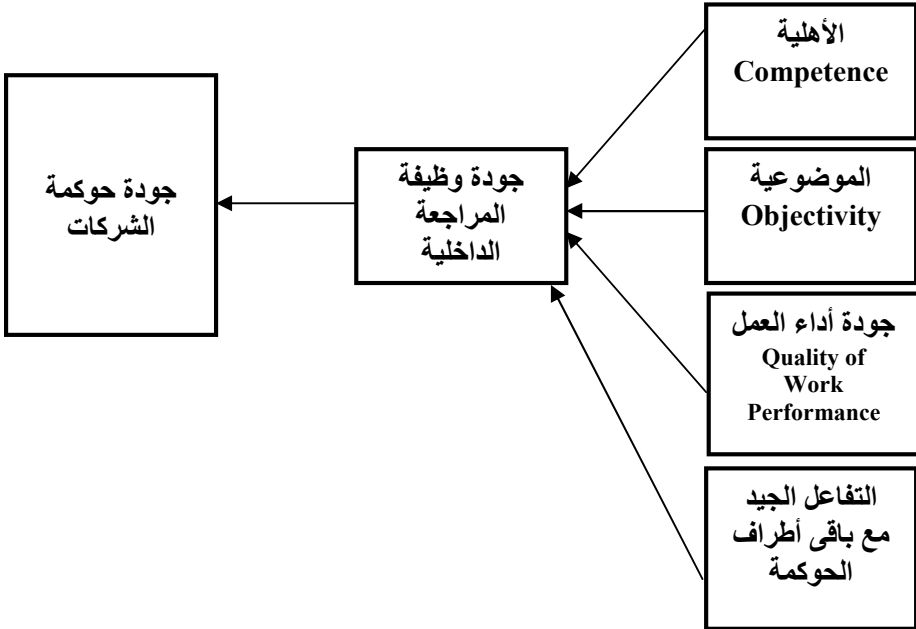 الأهلية
Competence
الموضوعية
Objectivity
جودة أداء العمل
Quality of
Work
Performance
التفاعل الجيد
مع باقى أطراف
الحوكمة
جودة وظيفة
المراجعة
الداخلية
جودة حوكمة
الشركات